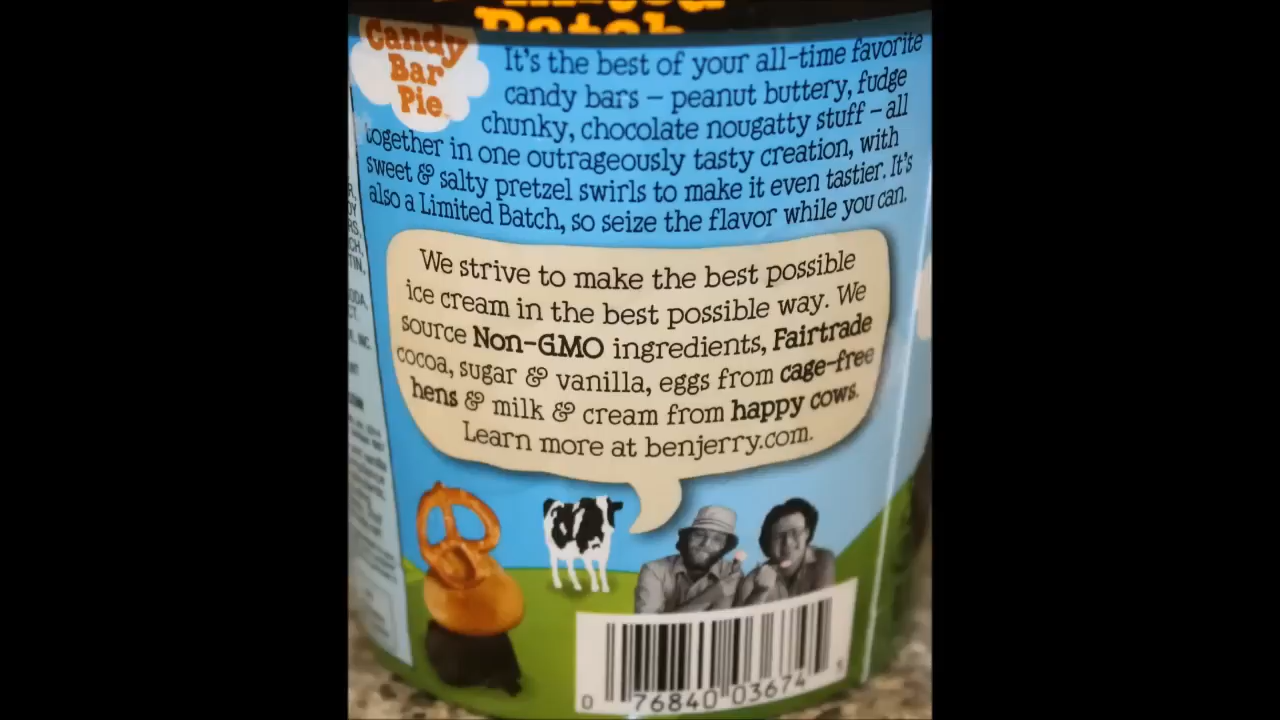 Limited
Batch
Candy
Bar
Pie
It's the best of your all-time favorite
candy bars – peanut buttery, fudge
chunky, chocolate nougatty stuff – all
together in one outrageously tasty creation, with
sweet & salty pretzel swirls to make it even tastier. It's
also a Limited Batch, so seize the flavor while you can.
We strive to make the best possible
ice cream in the best possible way. We
source Non-GMO ingredients, Fairtrade
cocoa, sugar & vanilla, eggs from cage-free
hens & milk & cream from happy cows.
Learn more at benjerry.com.
0 76840 03674